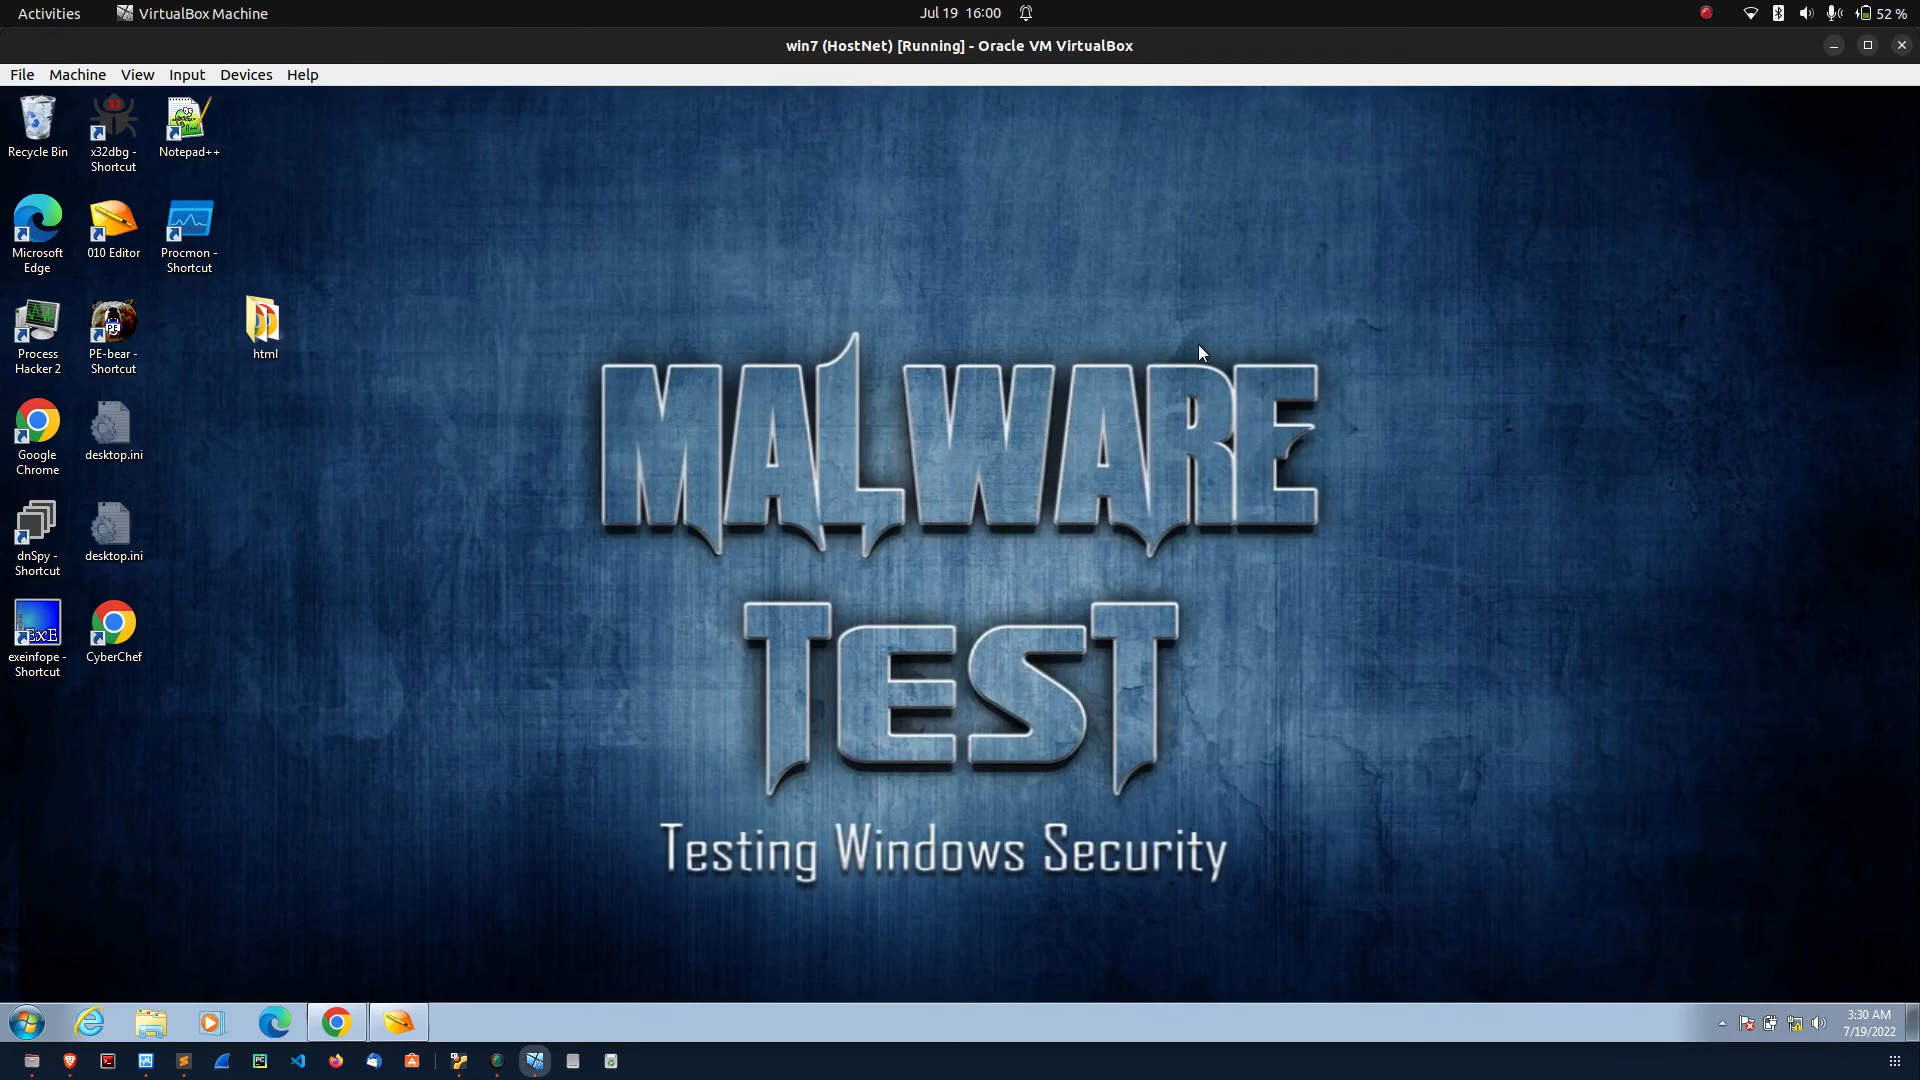 Activities
VirtualBox Machine
Jul 19 16:00
52 %
win7 (HostNet) [Running] - Oracle VM VirtualBox
File Machine View Input Devices Help
Recycle Bin
x32dbg -
Shortcut
Notepad++
Microsoft
Edge
010 Editor
Procmon -
Shortcut
Process
Hacker 2
PE
PE-bear -
Shortcut
html
Google
Chrome
desktop.ini
dnSpy -
Shortcut
desktop.ini
ExE
exeinfope -
Shortcut
CyberChef
MALWARE
TEST
Testing Windows Security
3:30 AM
7/19/2022